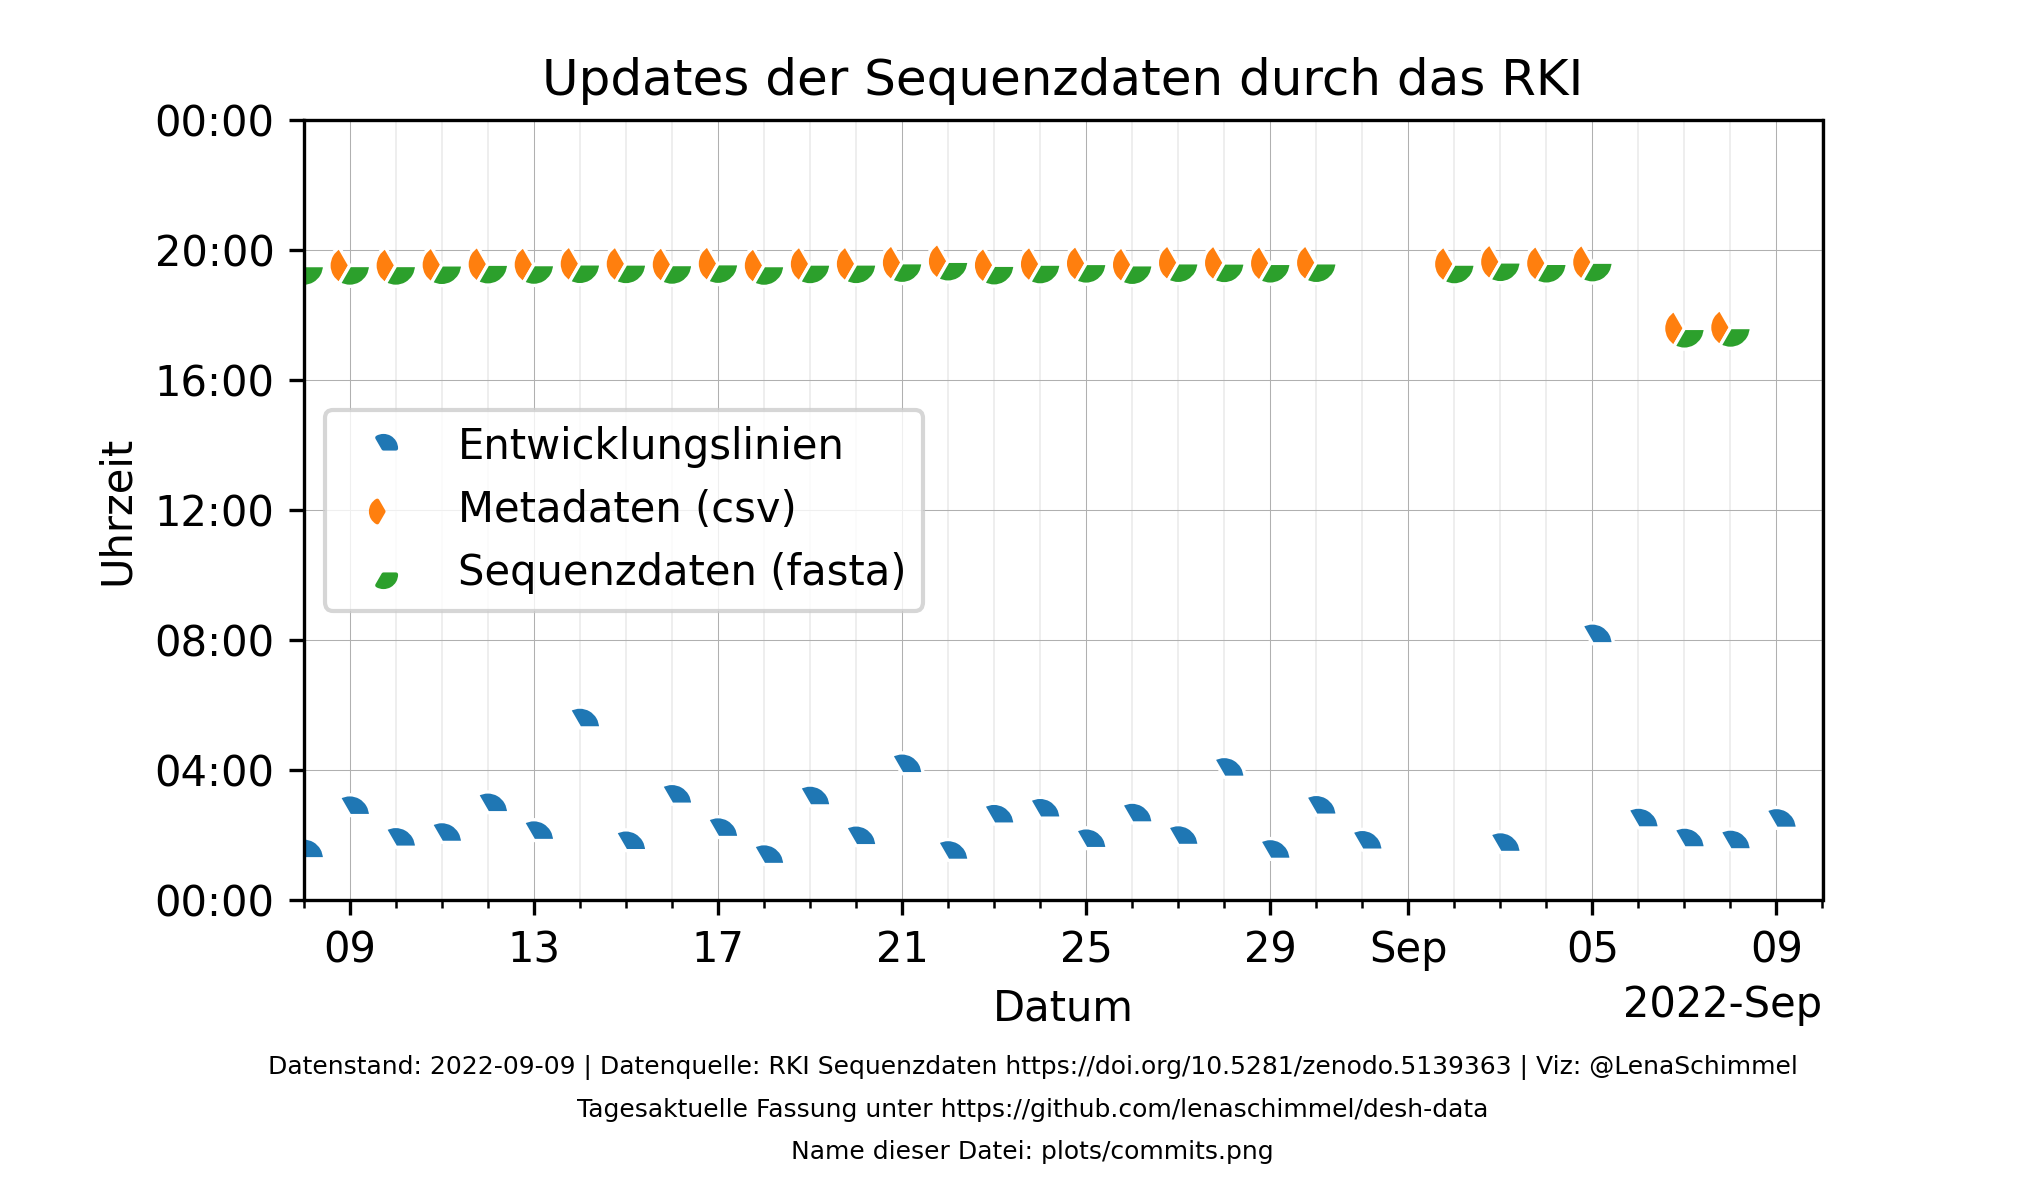 Updates der Sequenzdaten durch das RKI
00:00
20:00
16:00
12:00
08:00
04:00
00:00
Uhrzeit
Entwicklungslinien
Metadaten (csv)
Sequenzdaten (fasta)
09 13 17 21 25 29 Sep 05 09
Datum
2022-Sep
Datenstand: 2022-09-09 | Datenquelle: RKI Sequenzdaten https://doi.org/10.5281/zenodo.5139363 | Viz: @LenaSchimmel
Tagesaktuelle Fassung unter https://github.com/lenaschimmel/desh-data
Name dieser Datei: plots/commits.png